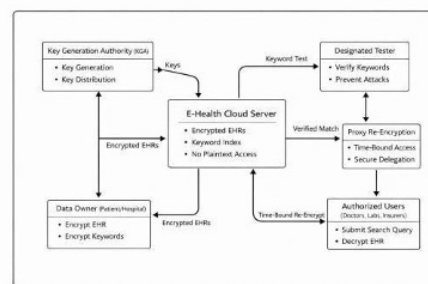 Key Generation Authority (KGA)
• Key Generation
• Key Distribution
Keys
Keyword Test
Designated Tester
• Verify Keywords
• Prevent Attacks
E-Health Cloud Server
• Encrypted EHRs
• Keyword Index
• No Plaintext Access
Encrypted EHRs
Verified Match
Proxy Re-Encryption
• Time-Bound Access
• Secure Delegation
Data Owner (Patient/Hospital)
• Encrypt EHR
• Encrypt Keywords
Encrypted EHRs
Time-Bound Re-Encrypt
Authorized Users
(Doctors, Labs, Insurers)
• Submit Search Query
• Decrypt EHR